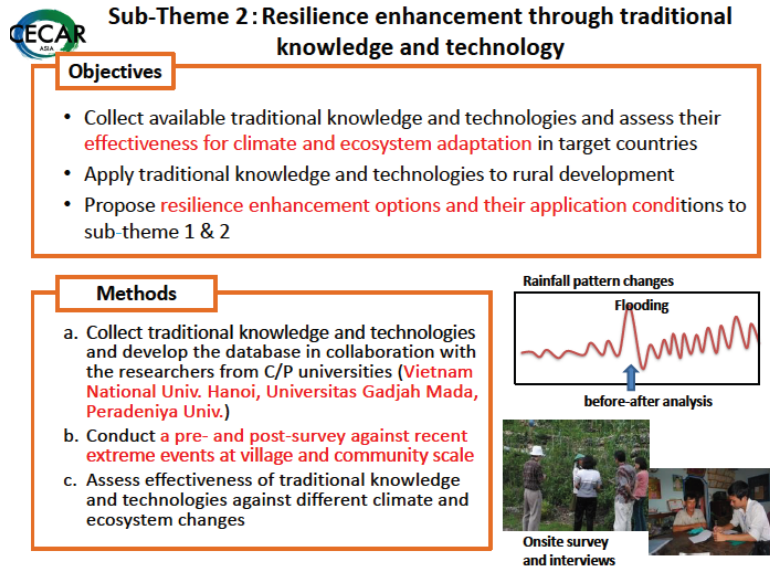 CECAR
ASIA
Sub-Theme 2: Resilience enhancement through traditional
knowledge and technology
Objectives
• Collect available traditional knowledge and technologies and assess their
effectiveness for climate and ecosystem adaptation in target countries
• Apply traditional knowledge and technologies to rural development
• Propose resilience enhancement options and their application conditions to
sub-theme 1 & 2
Methods
a. Collect traditional knowledge and technologies
and develop the database in collaboration with
the researchers from C/P universities (Vietnam
National Univ. Hanoi, Universitas Gadjah Mada,
Peradeniya Univ.)
b. Conduct a pre- and post-survey against recent
extreme events at village and community scale
c. Assess effectiveness of traditional knowledge
and technologies against different climate and
ecosystem changes
Rainfall pattern changes
Flooding
before-after analysis
Onsite survey
and interviews